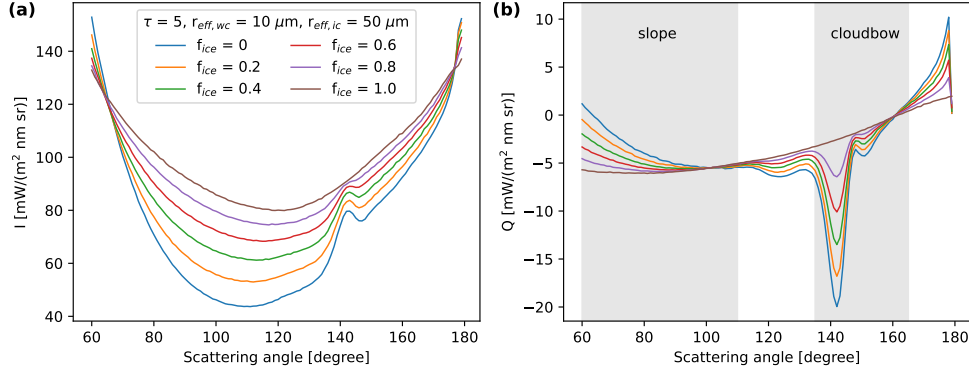 (a)
τ = 5, r_eff,wc = 10 μm, r_eff,ic = 50 μm
f_ice = 0
f_ice = 0.2
f_ice = 0.4
f_ice = 0.6
f_ice = 0.8
f_ice = 1.0
I [mW/(m² nm sr)]
140
120
100
80
60
40
60 80 100 120 140 160 180
Scattering angle [degree]
(b)
slope
cloudbow
Q [mW/(m² nm sr)]
10
5
0
−5
−10
−15
−20
60 80 100 120 140 160 180
Scattering angle [degree]